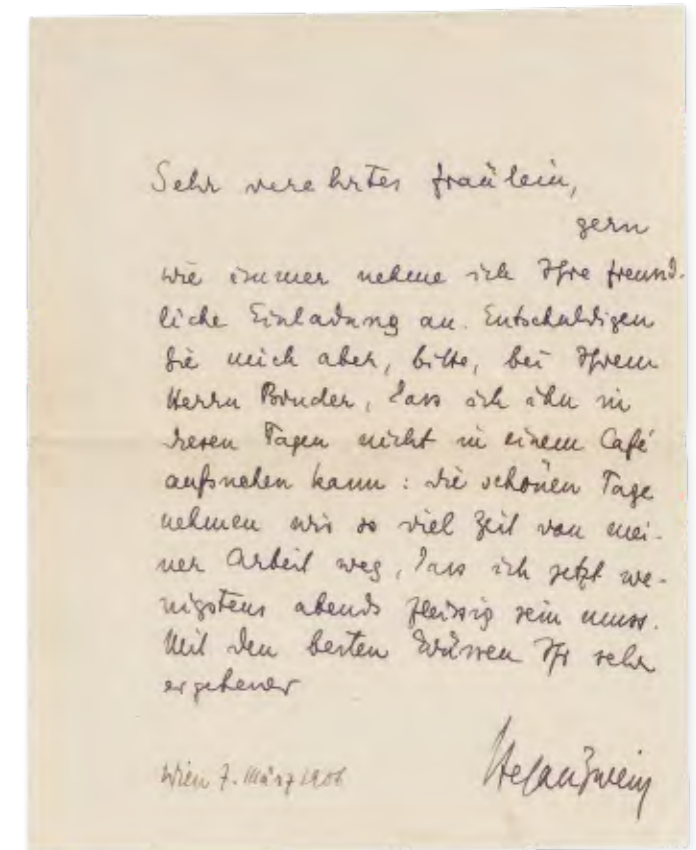 Sehr verehrtes Fräulein,
gern
wie immer nehme ich Ihre freund-
liche Einladung an. Entschuldigen
Sie mich aber, bitte, bei Ihrem
Herrn Bruder, dass ich ihn in
diesen Tagen nicht in einem Café
aufsuchen kann: die schönen Tage
nehmen mir so viel Zeit von mei-
ner Arbeit weg, dass ich jetzt we-
nigstens abends fleissig sein muss.
Mit den besten Grüssen Ihr sehr
ergebener
Stefan Zweig
Wien 7. März